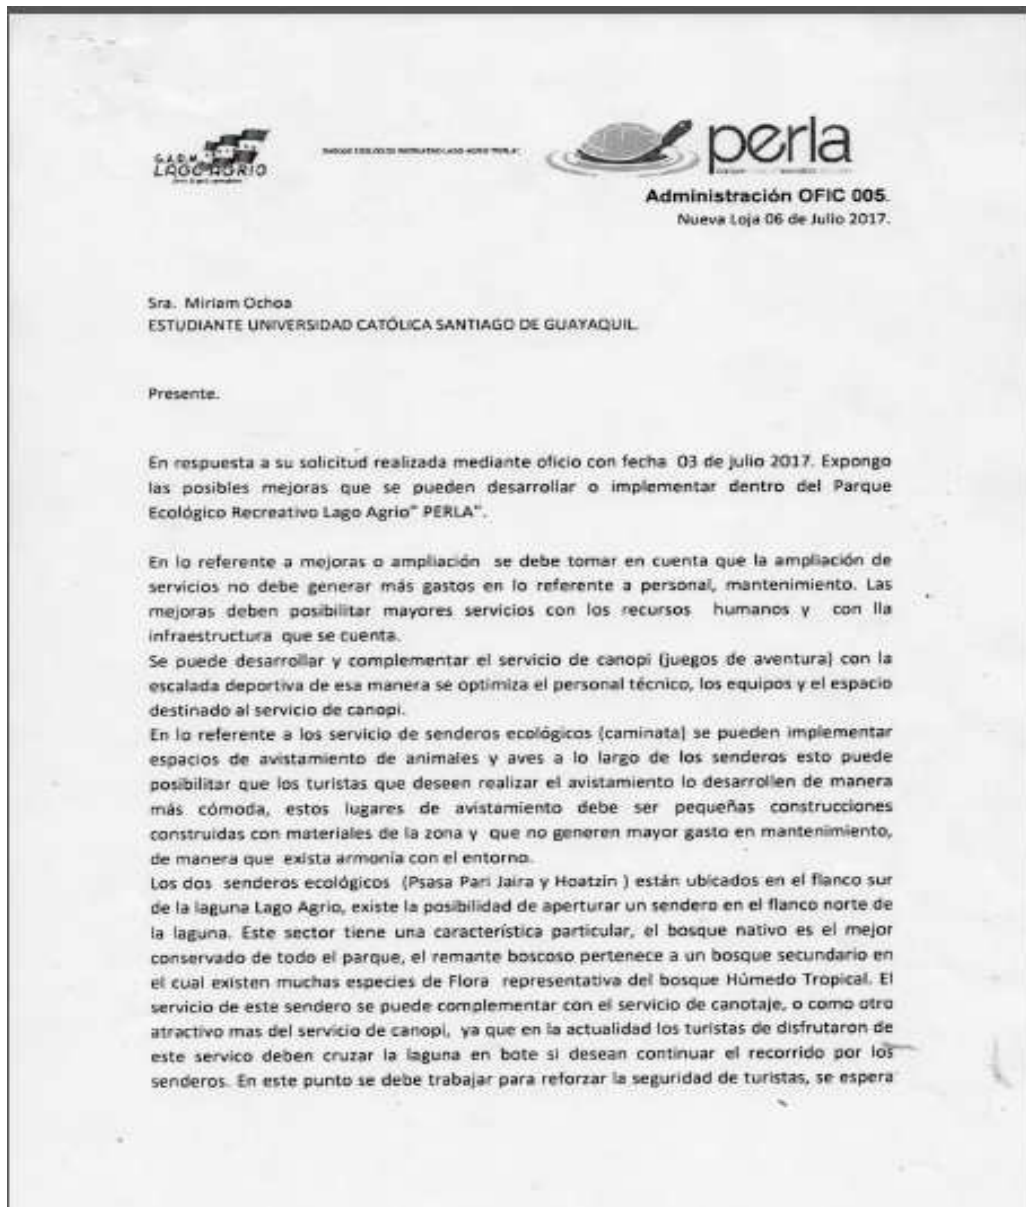 G.A.D.M.
LAGO AGRIO
PARQUE ECOLOGICO RECREATIVO LAGO AGRIO "PERLA".
perla
Administración OFIC 005.
Nueva Loja 06 de Julio 2017.
Sra. Miriam Ochoa
ESTUDIANTE UNIVERSIDAD CATÓLICA SANTIAGO DE GUAYAQUIL.
Presente.
En respuesta a su solicitud realizada mediante oficio con fecha 03 de julio 2017. Expongo
las posibles mejoras que se pueden desarrollar o implementar dentro del Parque
Ecológico Recreativo Lago Agrio" PERLA".
En lo referente a mejoras o ampliación se debe tomar en cuenta que la ampliación de
servicios no debe generar más gastos en lo referente a personal, mantenimiento. Las
mejoras deben posibilitar mayores servicios con los recursos humanos y con lla
infraestructura que se cuenta.
Se puede desarrollar y complementar el servicio de canopi (juegos de aventura) con la
escalada deportiva de esa manera se optimiza el personal técnico, los equipos y el espacio
destinado al servicio de canopi.
En lo referente a los servicio de senderos ecológicos (caminata) se pueden implementar
espacios de avistamiento de animales y aves a lo largo de los senderos esto puede
posibilitar que los turistas que deseen realizar el avistamiento lo desarrollen de manera
más cómoda, estos lugares de avistamiento debe ser pequeñas construcciones
construidas con materiales de la zona y que no generen mayor gasto en mantenimiento,
de manera que exista armonía con el entorno.
Los dos senderos ecológicos (Psasa Pari Jaira y Hoatzin ) están ubicados en el flanco sur
de la laguna Lago Agrio, existe la posibilidad de aperturar un sendero en el flanco norte de
la laguna. Este sector tiene una característica particular, el bosque nativo es el mejor
conservado de todo el parque, el remante boscoso pertenece a un bosque secundario en
el cual existen muchas especies de Flora representativa del bosque Húmedo Tropical. El
servicio de este sendero se puede complementar con el servicio de canotaje, o como otro
atractivo mas del servicio de canopi, ya que en la actualidad los turistas de disfrutaron de
este servico deben cruzar la laguna en bote si desean continuar el recorrido por los
senderos. En este punto se debe trabajar para reforzar la seguridad de turistas, se espera